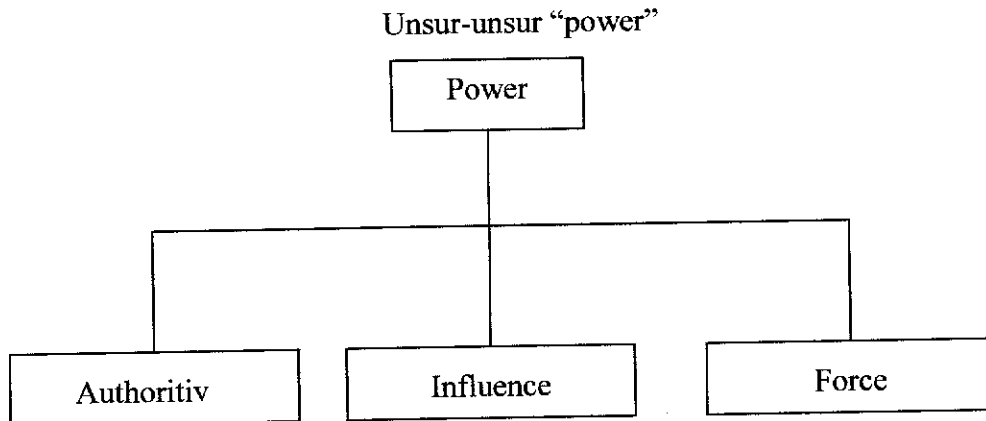 Unsur-unsur “power”
Power
Authoritiv
Influence
Force